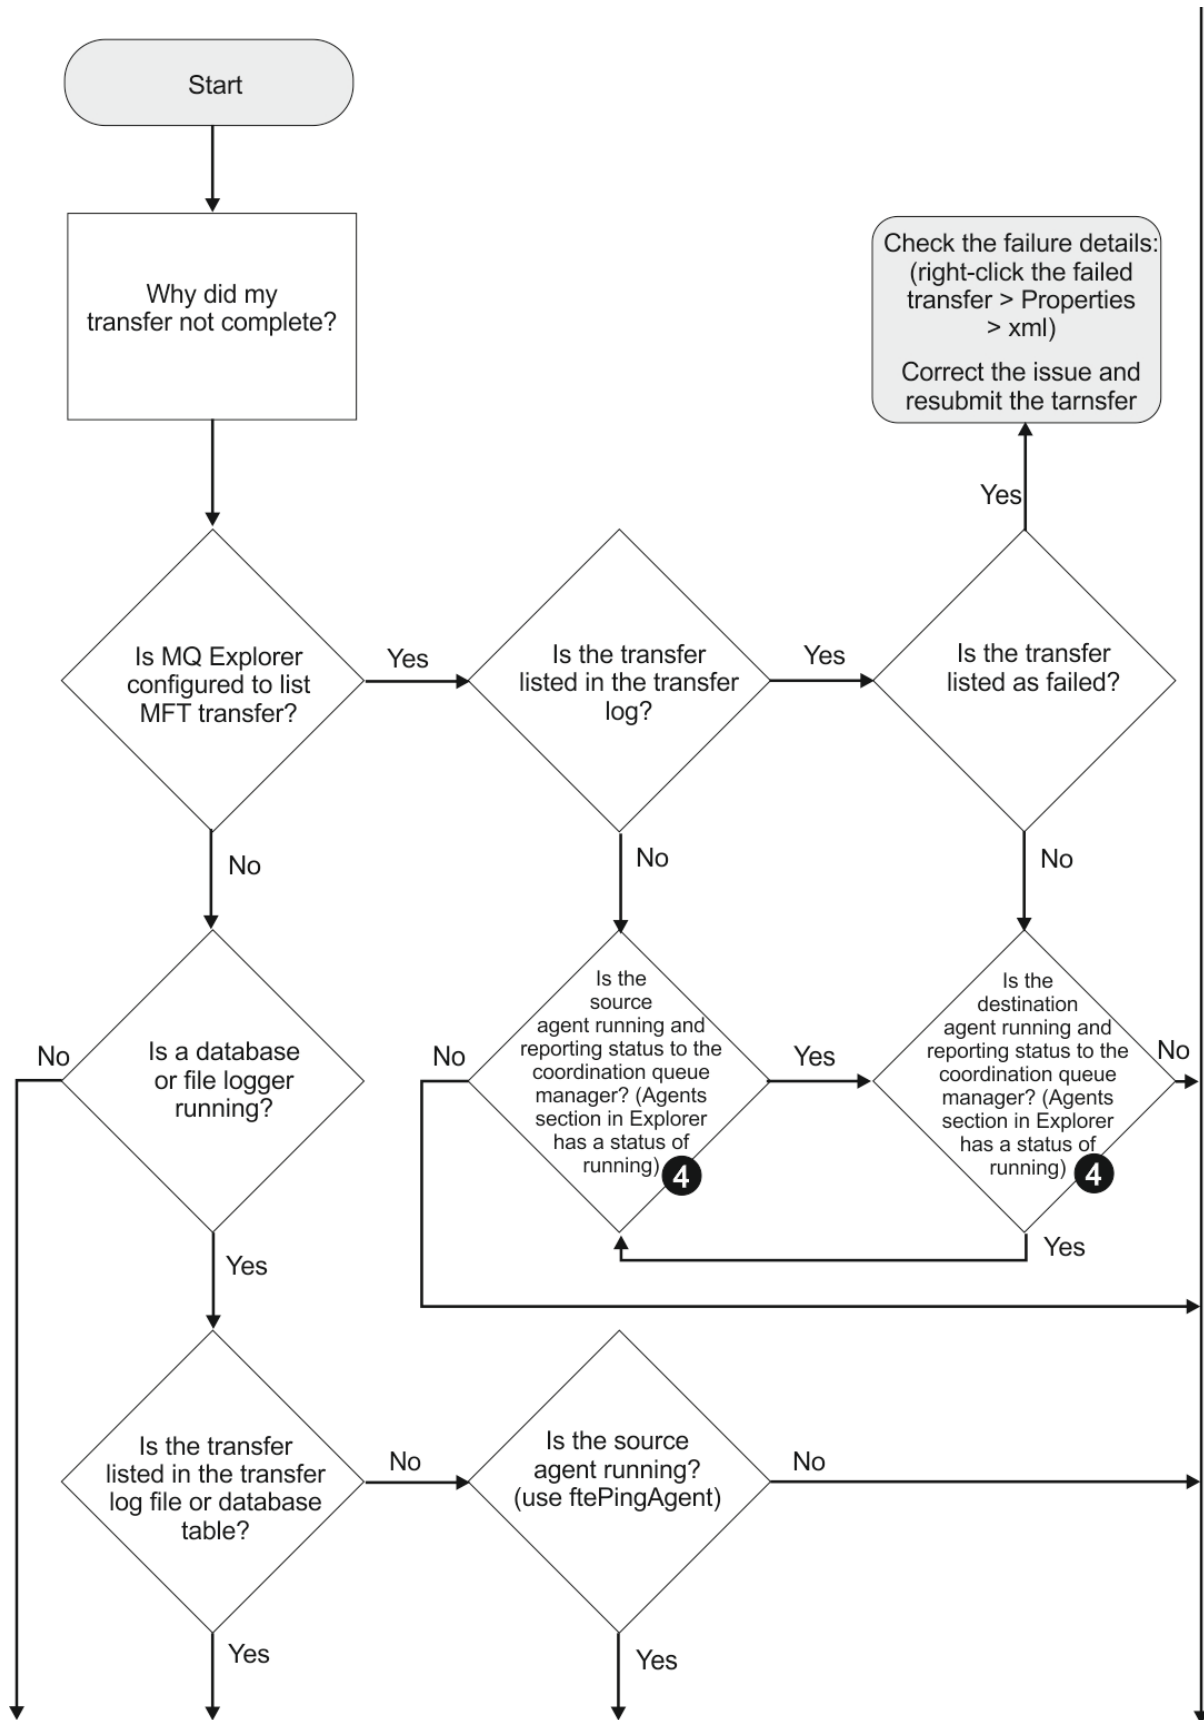 Start
Why did my
transfer not complete?
Check the failure details:
(right-click the failed
transfer > Properties
> xml)
Correct the issue and
resubmit the tarnsfer
Yes
Is MQ Explorer
configured to list
MFT transfer?
Yes
Is the transfer
listed in the transfer
log?
Yes
Is the transfer
listed as failed?
No
No
No
No
Is a database
or file logger
running?
No
Is the
source
agent running and
reporting status to the
coordination queue
manager? (Agents
section in Explorer
has a status of
running)
4
Yes
Is the
destination
agent running and
reporting status to the
coordination queue
manager? (Agents
section in Explorer
has a status of
running)
4
No
Yes
Yes
Is the transfer
listed in the transfer
log file or database
table?
No
Is the source
agent running?
(use ftePingAgent)
No
Yes
Yes